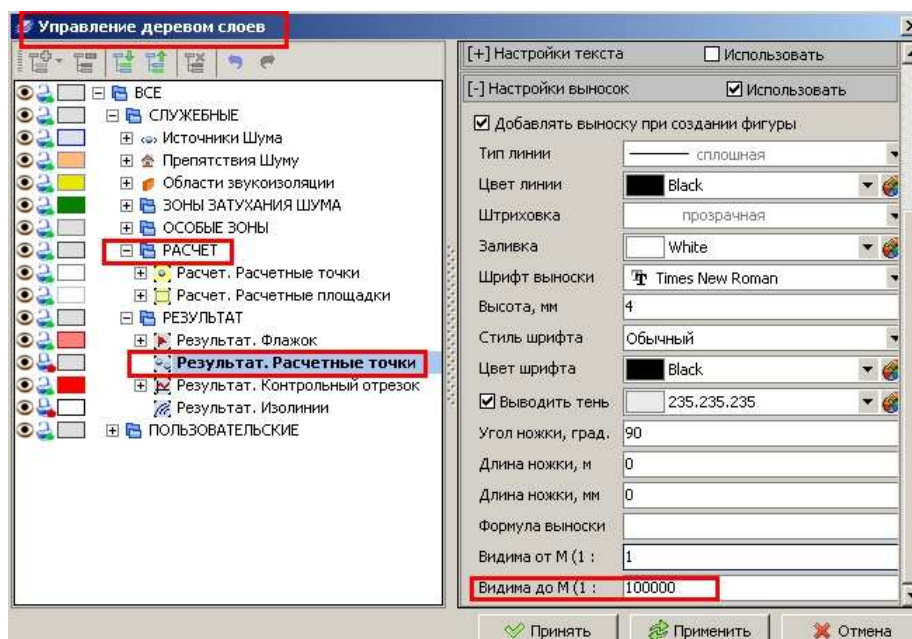 Управление деревом слоев
ВСЕ
СЛУЖЕБНЫЕ
Источники Шума
Препятствия Шуму
Области звукоизоляции
ЗОНЫ ЗАТУХАНИЯ ШУМА
ОСОБЫЕ ЗОНЫ
РАСЧЕТ
Расчет. Расчетные точки
Расчет. Расчетные площадки
РЕЗУЛЬТАТ
Результат. Флажок
Результат. Расчетные точки
Результат. Контрольный отрезок
Результат. Изолинии
ПОЛЬЗОВАТЕЛЬСКИЕ
[+] Настройки текста Использовать
[-] Настройки выносок Использовать
Добавлять выноску при создании фигуры
Тип линии сплошная
Цвет линии Black
Штриховка прозрачная
Заливка White
Шрифт выноски Times New Roman
Высота, мм 4
Стиль шрифта Обычный
Цвет шрифта Black
Выводить тень 235.235.235
Угол ножки, град. 90
Длина ножки, м 0
Длина ножки, мм 0
Формула выноски
Видима от М (1 : 1
Видима до М (1 : 100000
Принять Применить Отмена